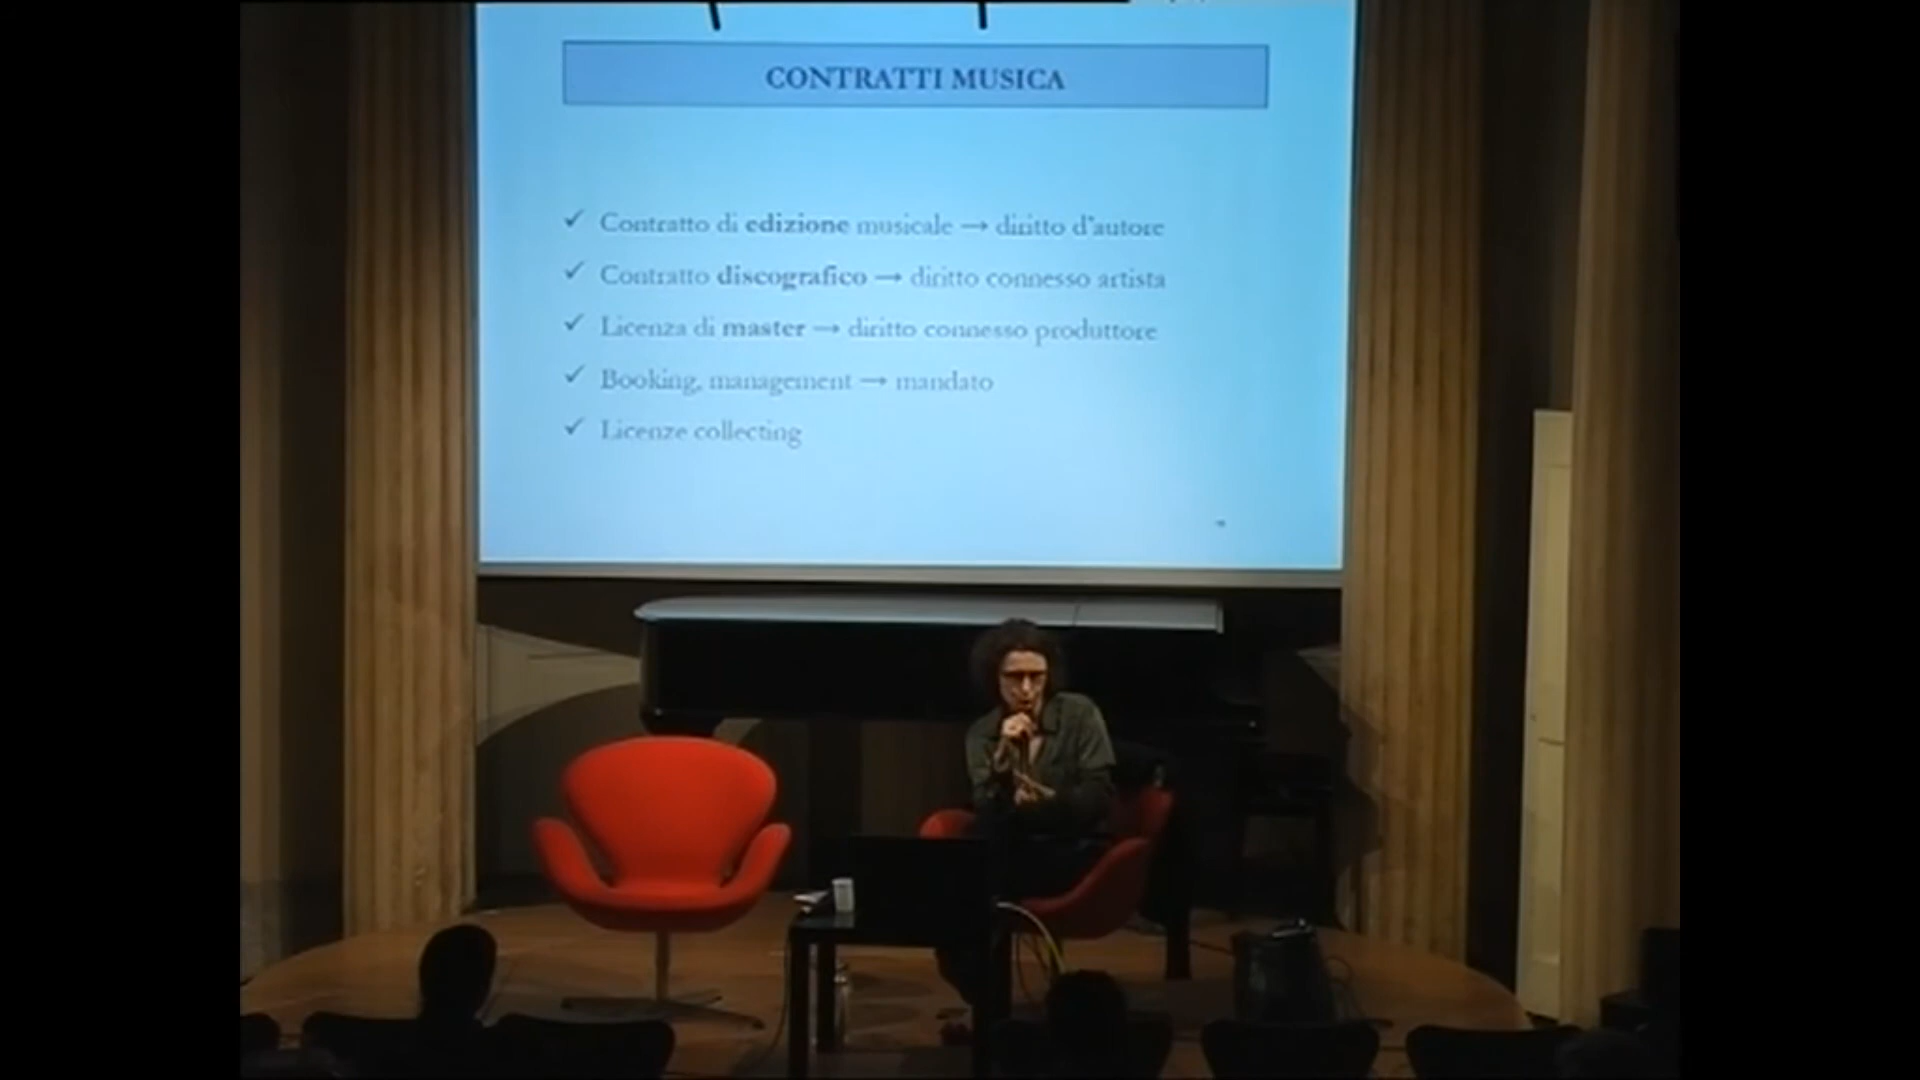 CONTRATTI MUSICA
✓ Contratto di edizione musicale → diritto d'autore
✓ Contratto discografico → diritto connesso artista
✓ Licenza di master → diritto connesso produttore
✓ Booking, management → mandato
✓ Licenze collecting